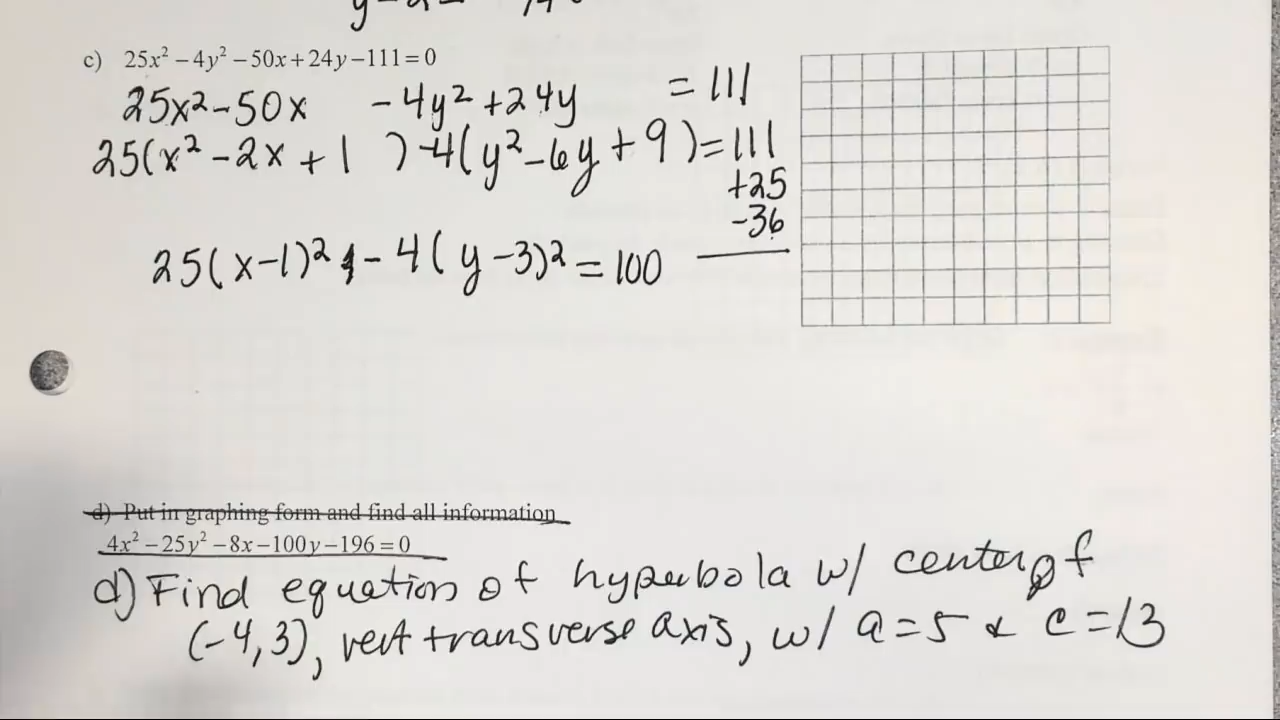 c) 25x² − 4y² − 50x + 24y − 111 = 0
25x² − 50x − 4y² + 24y = 111
25(x² − 2x + 1 ) −4(y² − 6y + 9 ) = 111
+25
−36
25(x−1)² − 4(y−3)² = 100
d) Put in graphing form and find all information
4x² − 25y² − 8x − 100y − 196 = 0
d) Find equation of hyperbola w/ center of
(−4,3), vert transverse axis, w/ a=5 & c=13